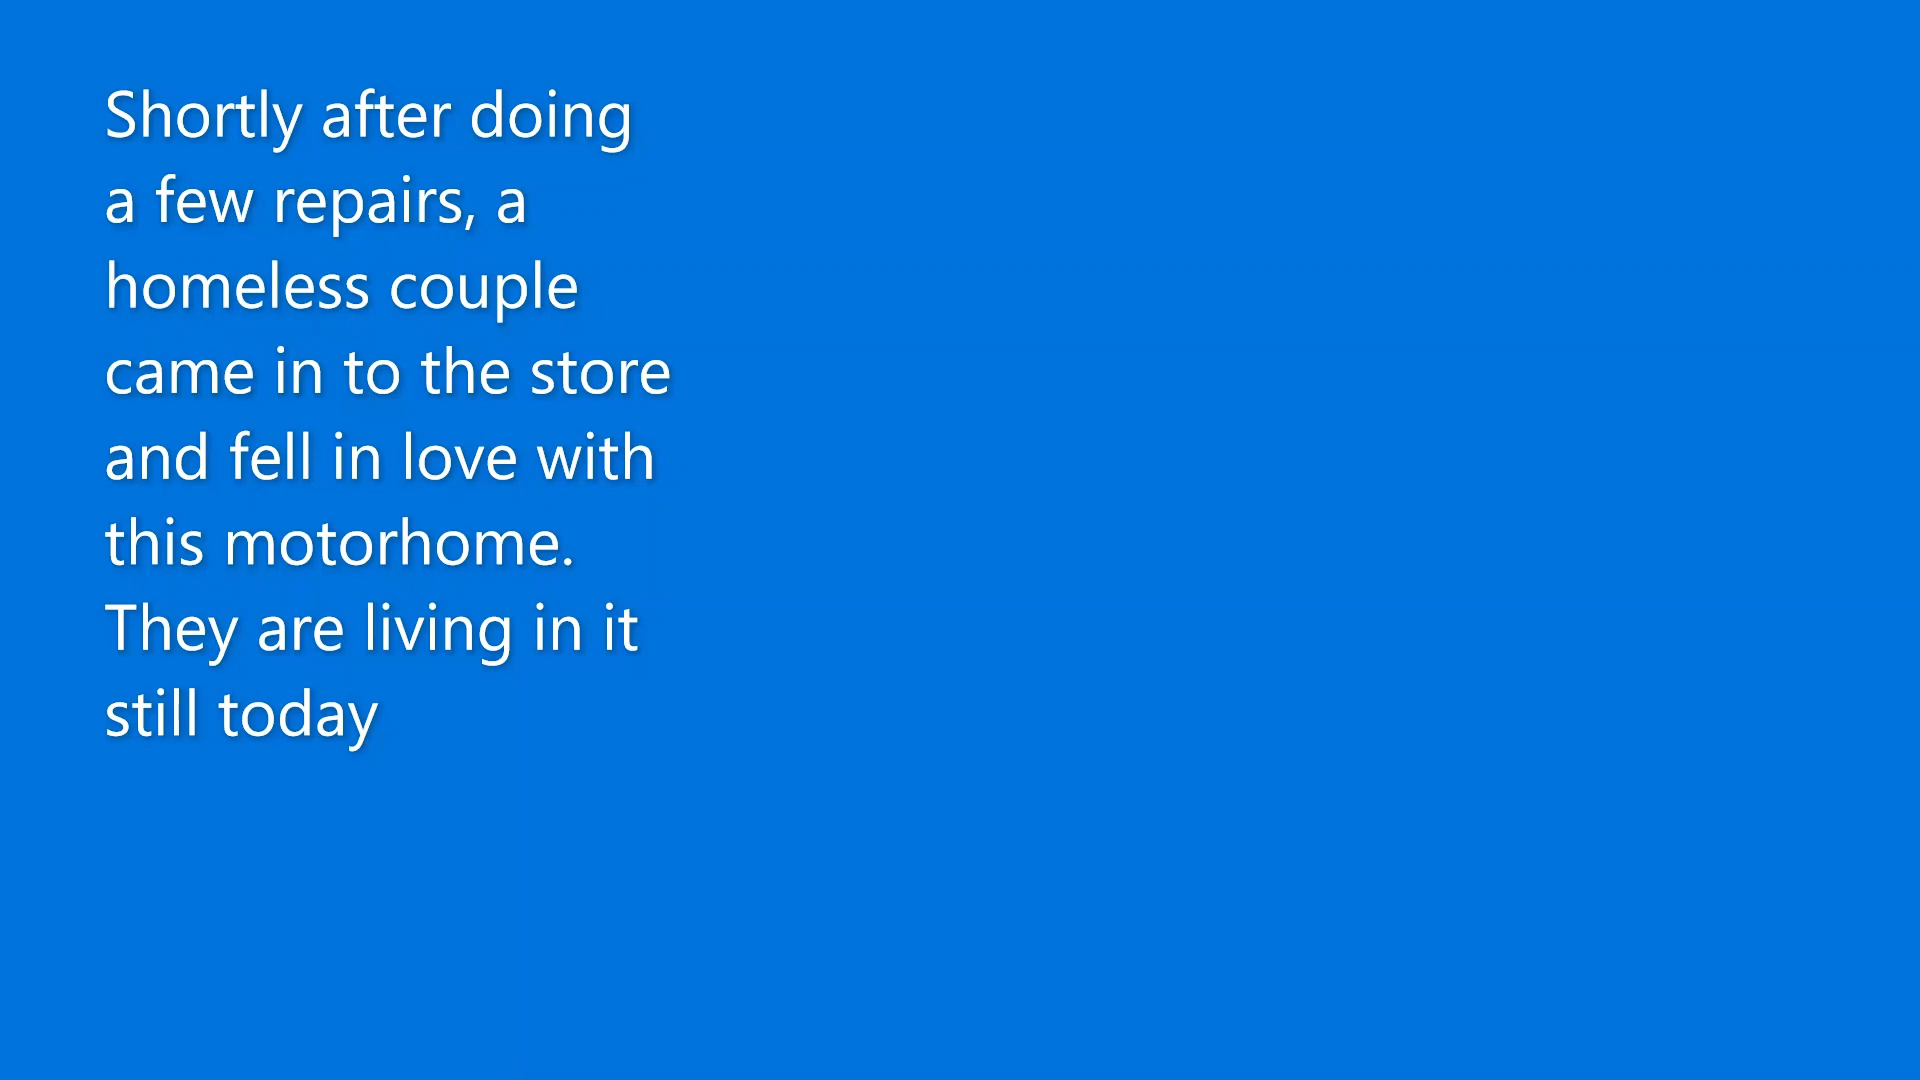 Shortly after doing
a few repairs, a
homeless couple
came in to the store
and fell in love with
this motorhome.
They are living in it
still today